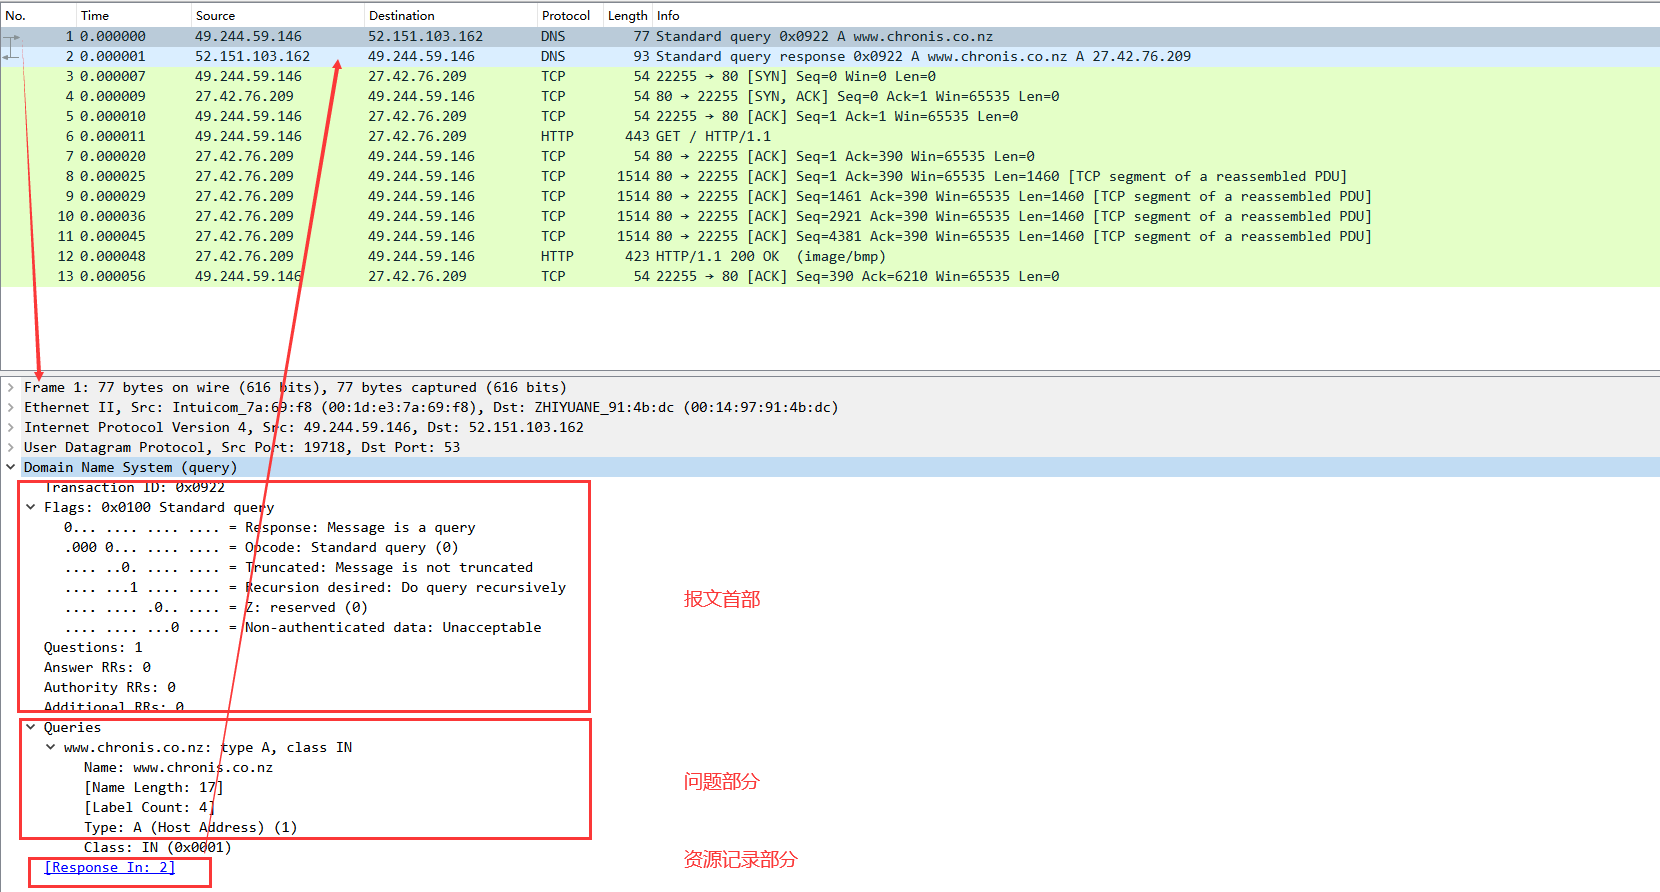 No. Time Source Destination Protocol Length Info
1 0.000000 49.244.59.146 52.151.103.162 DNS 77 Standard query 0x0922 A www.chronis.co.nz
2 0.000001 52.151.103.162 49.244.59.146 DNS 93 Standard query response 0x0922 A www.chronis.co.nz A 27.42.76.209
3 0.000007 49.244.59.146 27.42.76.209 TCP 54 22255 → 80 [SYN] Seq=0 Win=0 Len=0
4 0.000009 27.42.76.209 49.244.59.146 TCP 54 80 → 22255 [SYN, ACK] Seq=0 Ack=1 Win=65535 Len=0
5 0.000010 49.244.59.146 27.42.76.209 TCP 54 22255 → 80 [ACK] Seq=1 Ack=1 Win=65535 Len=0
6 0.000011 49.244.59.146 27.42.76.209 HTTP 443 GET / HTTP/1.1
7 0.000020 27.42.76.209 49.244.59.146 TCP 54 80 → 22255 [ACK] Seq=1 Ack=390 Win=65535 Len=0
8 0.000025 27.42.76.209 49.244.59.146 TCP 1514 80 → 22255 [ACK] Seq=1 Ack=390 Win=65535 Len=1460 [TCP segment of a reassembled PDU]
9 0.000029 27.42.76.209 49.244.59.146 TCP 1514 80 → 22255 [ACK] Seq=1461 Ack=390 Win=65535 Len=1460 [TCP segment of a reassembled PDU]
10 0.000036 27.42.76.209 49.244.59.146 TCP 1514 80 → 22255 [ACK] Seq=2921 Ack=390 Win=65535 Len=1460 [TCP segment of a reassembled PDU]
11 0.000045 27.42.76.209 49.244.59.146 TCP 1514 80 → 22255 [ACK] Seq=4381 Ack=390 Win=65535 Len=1460 [TCP segment of a reassembled PDU]
12 0.000048 27.42.76.209 49.244.59.146 HTTP 423 HTTP/1.1 200 OK  (image/bmp)
13 0.000056 49.244.59.146 27.42.76.209 TCP 54 22255 → 80 [ACK] Seq=390 Ack=6210 Win=65535 Len=0
Frame 1: 77 bytes on wire (616 bits), 77 bytes captured (616 bits)
Ethernet II, Src: Intuicom_7a:69:f8 (00:1d:e3:7a:69:f8), Dst: ZHIYUANE_91:4b:dc (00:14:97:91:4b:dc)
Internet Protocol Version 4, Src: 49.244.59.146, Dst: 52.151.103.162
User Datagram Protocol, Src Port: 19718, Dst Port: 53
Domain Name System (query)
Transaction ID: 0x0922
Flags: 0x0100 Standard query
0... .... .... .... = Response: Message is a query
.000 0... .... .... = Opcode: Standard query (0)
.... ..0. .... .... = Truncated: Message is not truncated
.... ...1 .... .... = Recursion desired: Do query recursively
.... .... .0.. .... = Z: reserved (0)
.... .... ...0 .... = Non-authenticated data: Unacceptable
报文首部
Questions: 1
Answer RRs: 0
Authority RRs: 0
Additional RRs: 0
Queries
www.chronis.co.nz: type A, class IN
Name: www.chronis.co.nz
[Name Length: 17]
问题部分
[Label Count: 4]
Type: A (Host Address) (1)
Class: IN (0x0001)
资源记录部分
[Response In: 2]